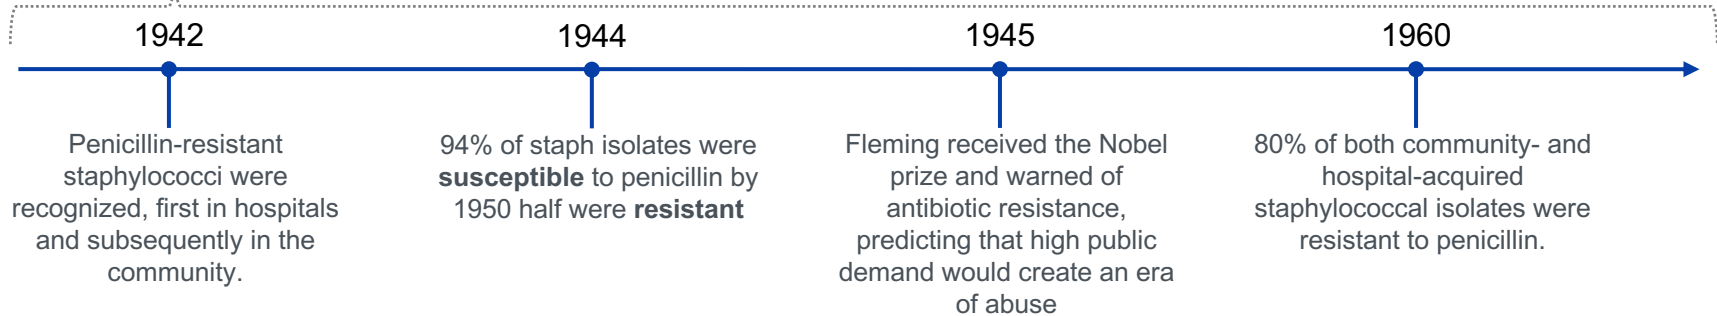 1942
Penicillin-resistant
staphylococci were
recognized, first in hospitals
and subsequently in the
community.
1944
94% of staph isolates were
susceptible to penicillin by
1950 half were resistant
1945
Fleming received the Nobel
prize and warned of
antibiotic resistance,
predicting that high public
demand would create an era
of abuse
1960
80% of both community- and
hospital-acquired
staphylococcal isolates were
resistant to penicillin.